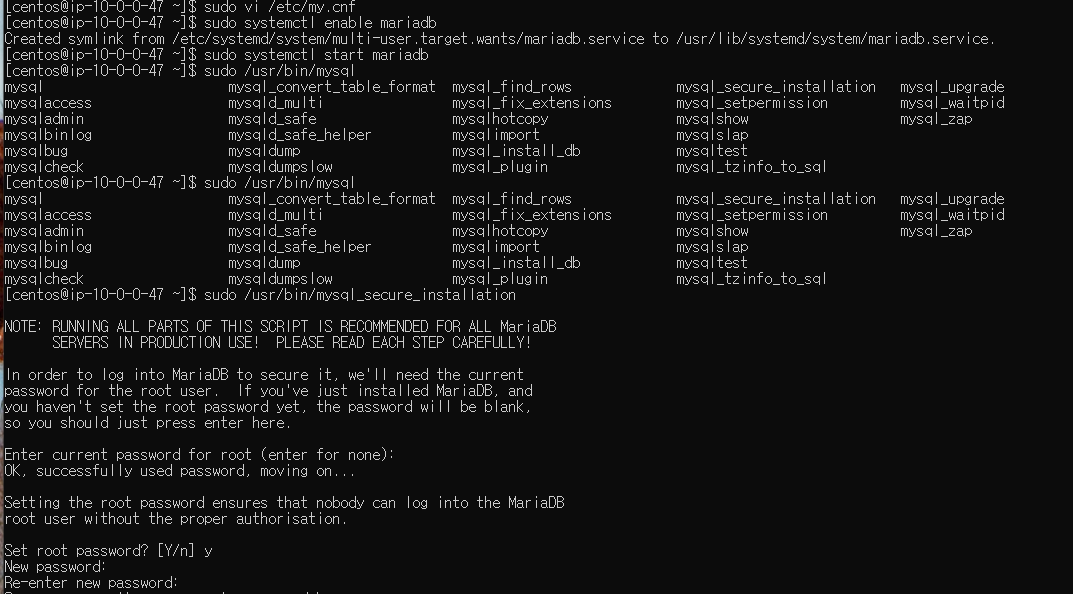 [centos@ip-10-0-0-47 ~]$ sudo vi /etc/my.cnf
[centos@ip-10-0-0-47 ~]$ sudo systemctl enable mariadb
Created symlink from /etc/systemd/system/multi-user.target.wants/mariadb.service to /usr/lib/systemd/system/mariadb.service.
[centos@ip-10-0-0-47 ~]$ sudo systemctl start mariadb
[centos@ip-10-0-0-47 ~]$ sudo /usr/bin/mysql
mysql mysql_convert_table_format mysql_find_rows mysql_secure_installation mysql_upgrade
mysqlaccess mysqld_multi mysql_fix_extensions mysql_setpermission mysql_waitpid
mysqladmin mysqld_safe mysqlhotcopy mysqlshow mysql_zap
mysqlbinlog mysqld_safe_helper mysqlimport mysqlslap
mysqlbug mysqldump mysql_install_db mysqltest
mysqlcheck mysqldumpslow mysql_plugin mysql_tzinfo_to_sql
[centos@ip-10-0-0-47 ~]$ sudo /usr/bin/mysql
mysql mysql_convert_table_format mysql_find_rows mysql_secure_installation mysql_upgrade
mysqlaccess mysqld_multi mysql_fix_extensions mysql_setpermission mysql_waitpid
mysqladmin mysqld_safe mysqlhotcopy mysqlshow mysql_zap
mysqlbinlog mysqld_safe_helper mysqlimport mysqlslap
mysqlbug mysqldump mysql_install_db mysqltest
mysqlcheck mysqldumpslow mysql_plugin mysql_tzinfo_to_sql
[centos@ip-10-0-0-47 ~]$ sudo /usr/bin/mysql_secure_installation
NOTE: RUNNING ALL PARTS OF THIS SCRIPT IS RECOMMENDED FOR ALL MariaDB
SERVERS IN PRODUCTION USE!  PLEASE READ EACH STEP CAREFULLY!
In order to log into MariaDB to secure it, we'll need the current
password for the root user.  If you've just installed MariaDB, and
you haven't set the root password yet, the password will be blank,
so you should just press enter here.
Enter current password for root (enter for none):
OK, successfully used password, moving on...
Setting the root password ensures that nobody can log into the MariaDB
root user without the proper authorisation.
Set root password? [Y/n] y
New password:
Re-enter new password: